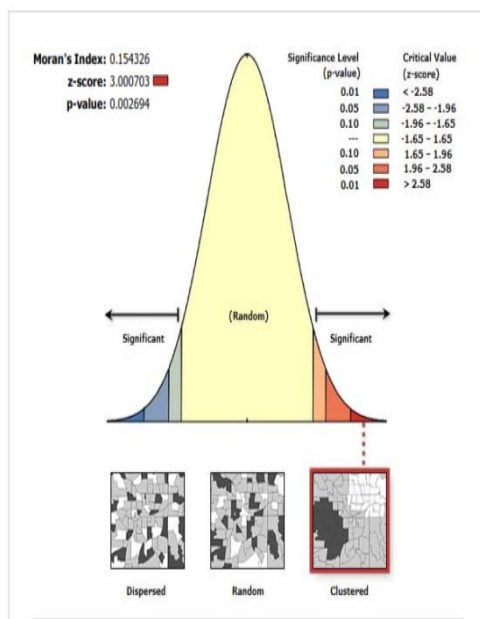 Moran's Index: 0.154326
z-score: 3.000703
p-value: 0.002694
Significance Level
(p-value)
Critical Value
(z-score)
0.01 < -2.58
0.05 -2.58 – -1.96
0.10 -1.96 – -1.65
--- -1.65 – 1.65
0.10 1.65 – 1.96
0.05 1.96 – 2.58
0.01 > 2.58
(Random)
Significant
Significant
Dispersed
Random
Clustered